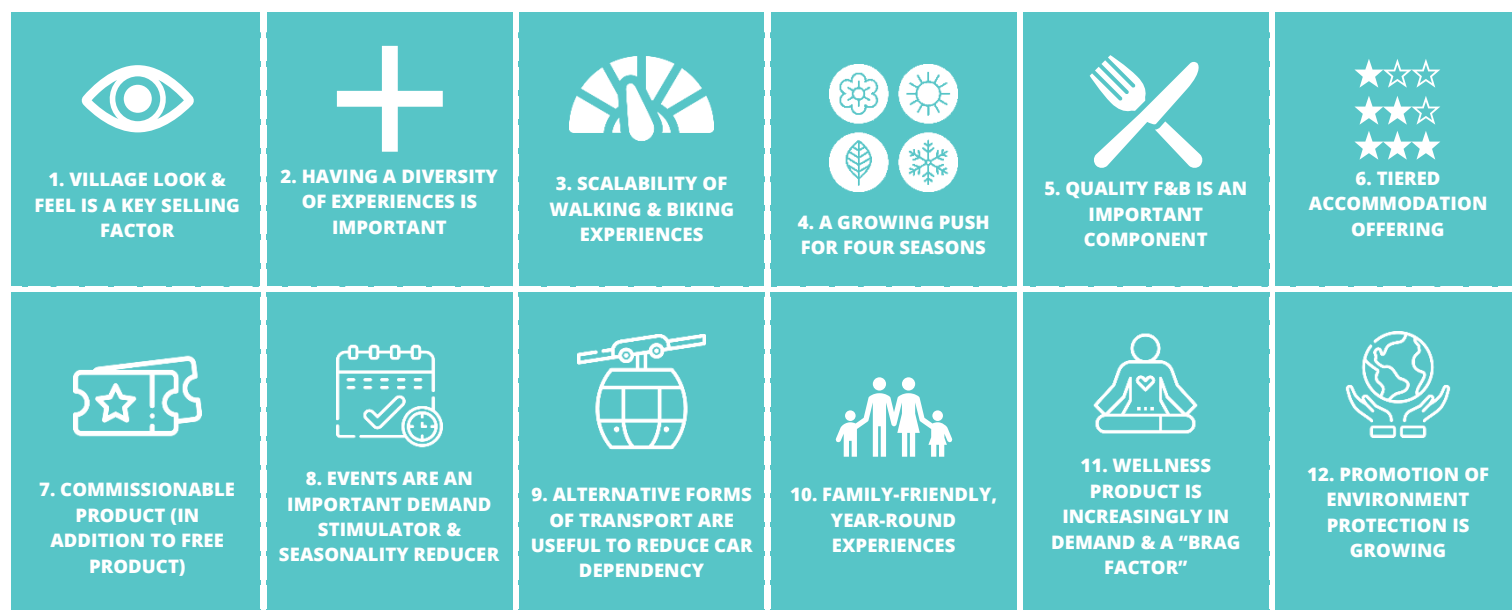 1. VILLAGE LOOK &
FEEL IS A KEY SELLING
FACTOR
2. HAVING A DIVERSITY
OF EXPERIENCES IS
IMPORTANT
3. SCALABILITY OF
WALKING & BIKING
EXPERIENCES
4. A GROWING PUSH
FOR FOUR SEASONS
5. QUALITY F&B IS AN
IMPORTANT
COMPONENT
6. TIERED
ACCOMMODATION
OFFERING
7. COMMISSIONABLE
PRODUCT (IN
ADDITION TO FREE
PRODUCT)
8. EVENTS ARE AN
IMPORTANT DEMAND
STIMULATOR &
SEASONALITY REDUCER
9. ALTERNATIVE FORMS
OF TRANSPORT ARE
USEFUL TO REDUCE CAR
DEPENDENCY
10. FAMILY-FRIENDLY,
YEAR-ROUND
EXPERIENCES
11. WELLNESS
PRODUCT IS
INCREASINGLY IN
DEMAND & A “BRAG
FACTOR”
12. PROMOTION OF
ENVIRONMENT
PROTECTION IS
GROWING